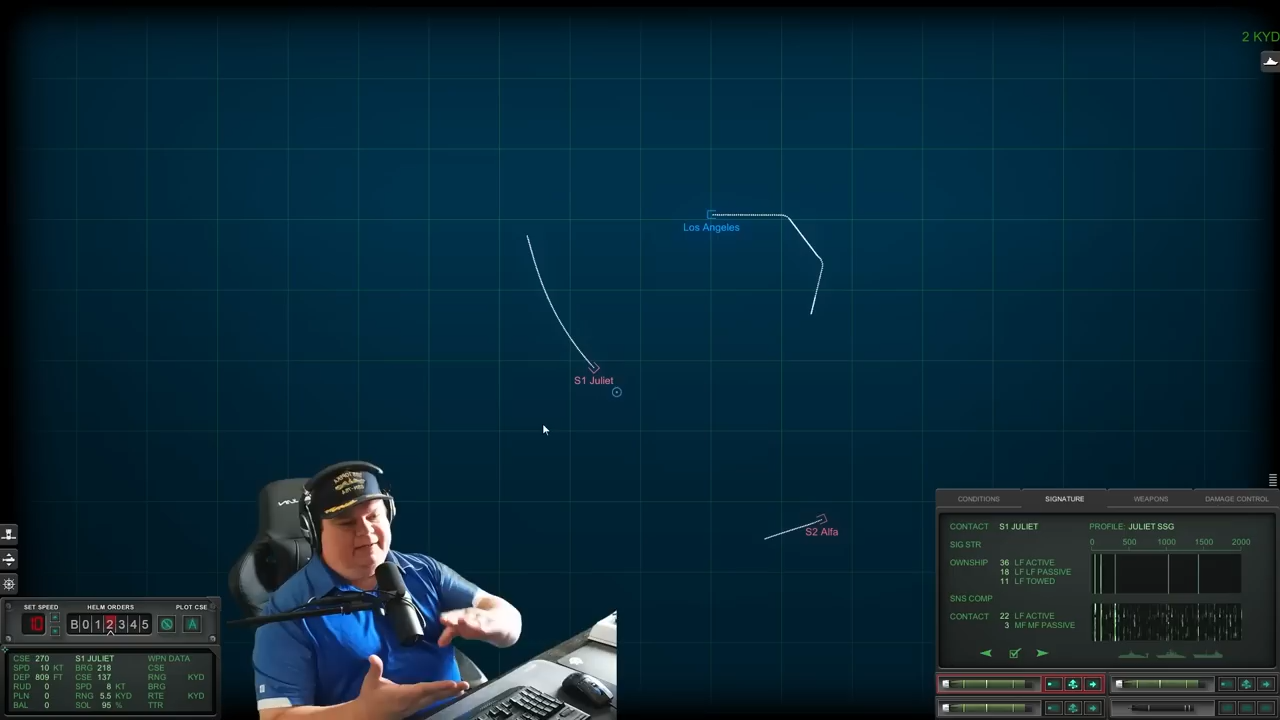 2 KYD
Los Angeles
S1 Juliet
S2 Alfa
CONDITIONS SIGNATURE WEAPONS DAMAGE CONTROL
CONTACT S1 JULIET PROFILE: JULIET SSG
SIG STR 0 500 1000 1500 2000
OWNSHIP 36 LF ACTIVE
18 LF LF PASSIVE
11 LF TOWED
SNS COMP
CONTACT 22 LF ACTIVE
3 MF MF PASSIVE
SET SPEED HELM ORDERS PLOT CSE
10 B 0 1 2 3 4 5 A
CSE 270 S1 JULIET WPN DATA
SPD 10 KT BRG 218 CSE
DEP 809 FT CSE 137 RNG KYD
RUD 0 SPD 8 KT BRG
PLN 0 RNG 5.5 KYD RTE KYD
BAL 0 SOL 95 % TTR